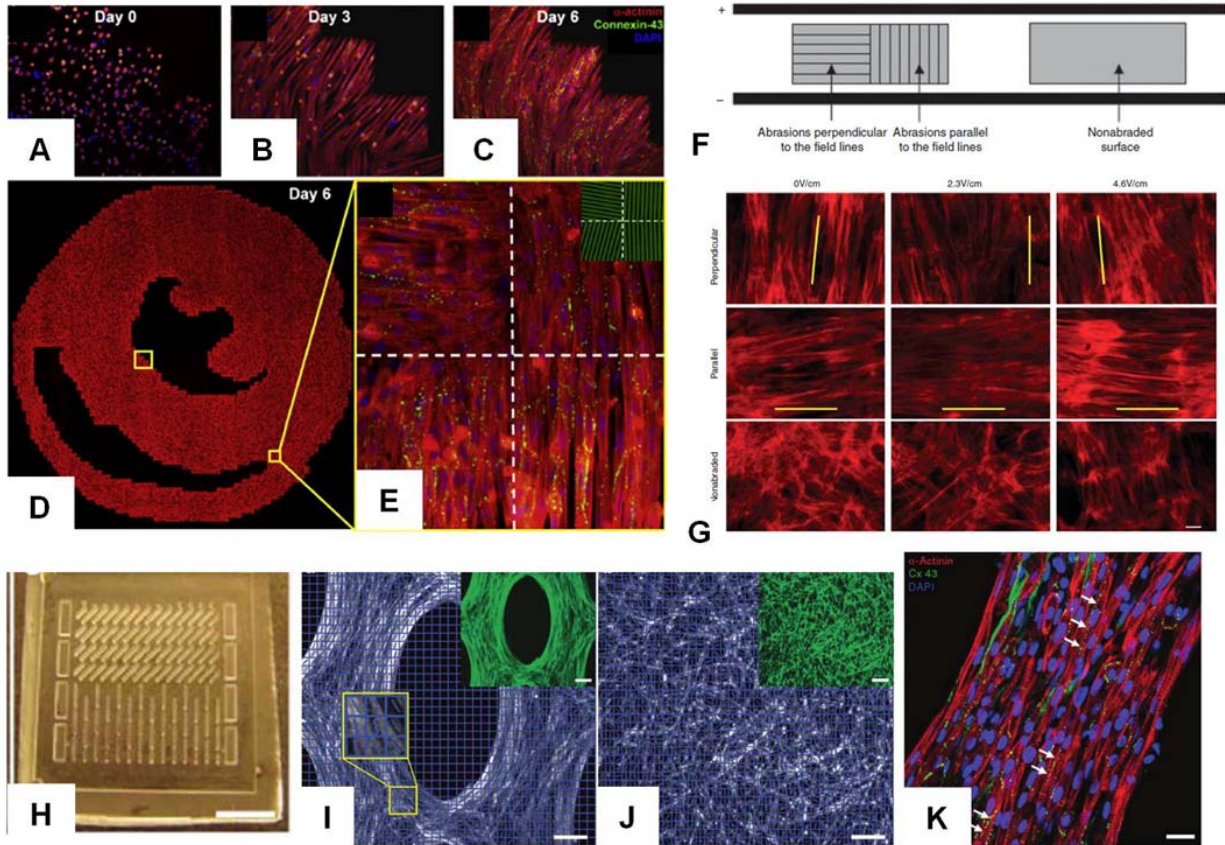 Day 0
A
Day 3
B
Day 6
α-actinin
Connexin-43
DAPI
C
Day 6
D
E
+
−
Abrasions perpendicular
to the field lines
Abrasions parallel
to the field lines
Nonabraded
surface
F
0V/cm
2.3V/cm
4.6V/cm
Perpendicular
Parallel
Nonabraded
G
H
I
J
α-Actinin
Cx 43
DAPI
K